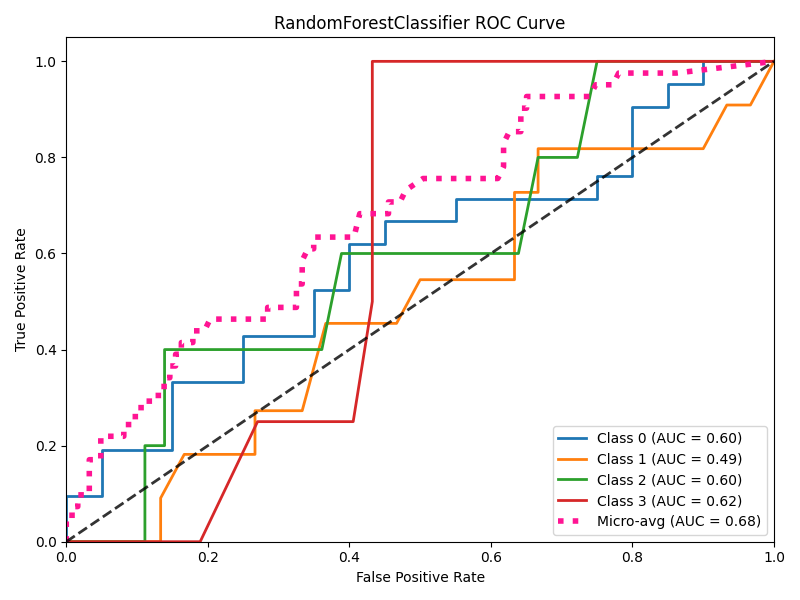 RandomForestClassifier ROC Curve
True Positive Rate
1.0
0.8
0.6
0.4
0.2
0.0
Class 0 (AUC = 0.60)
Class 1 (AUC = 0.49)
Class 2 (AUC = 0.60)
Class 3 (AUC = 0.62)
Micro-avg (AUC = 0.68)
0.0 0.2 0.4 0.6 0.8 1.0
False Positive Rate